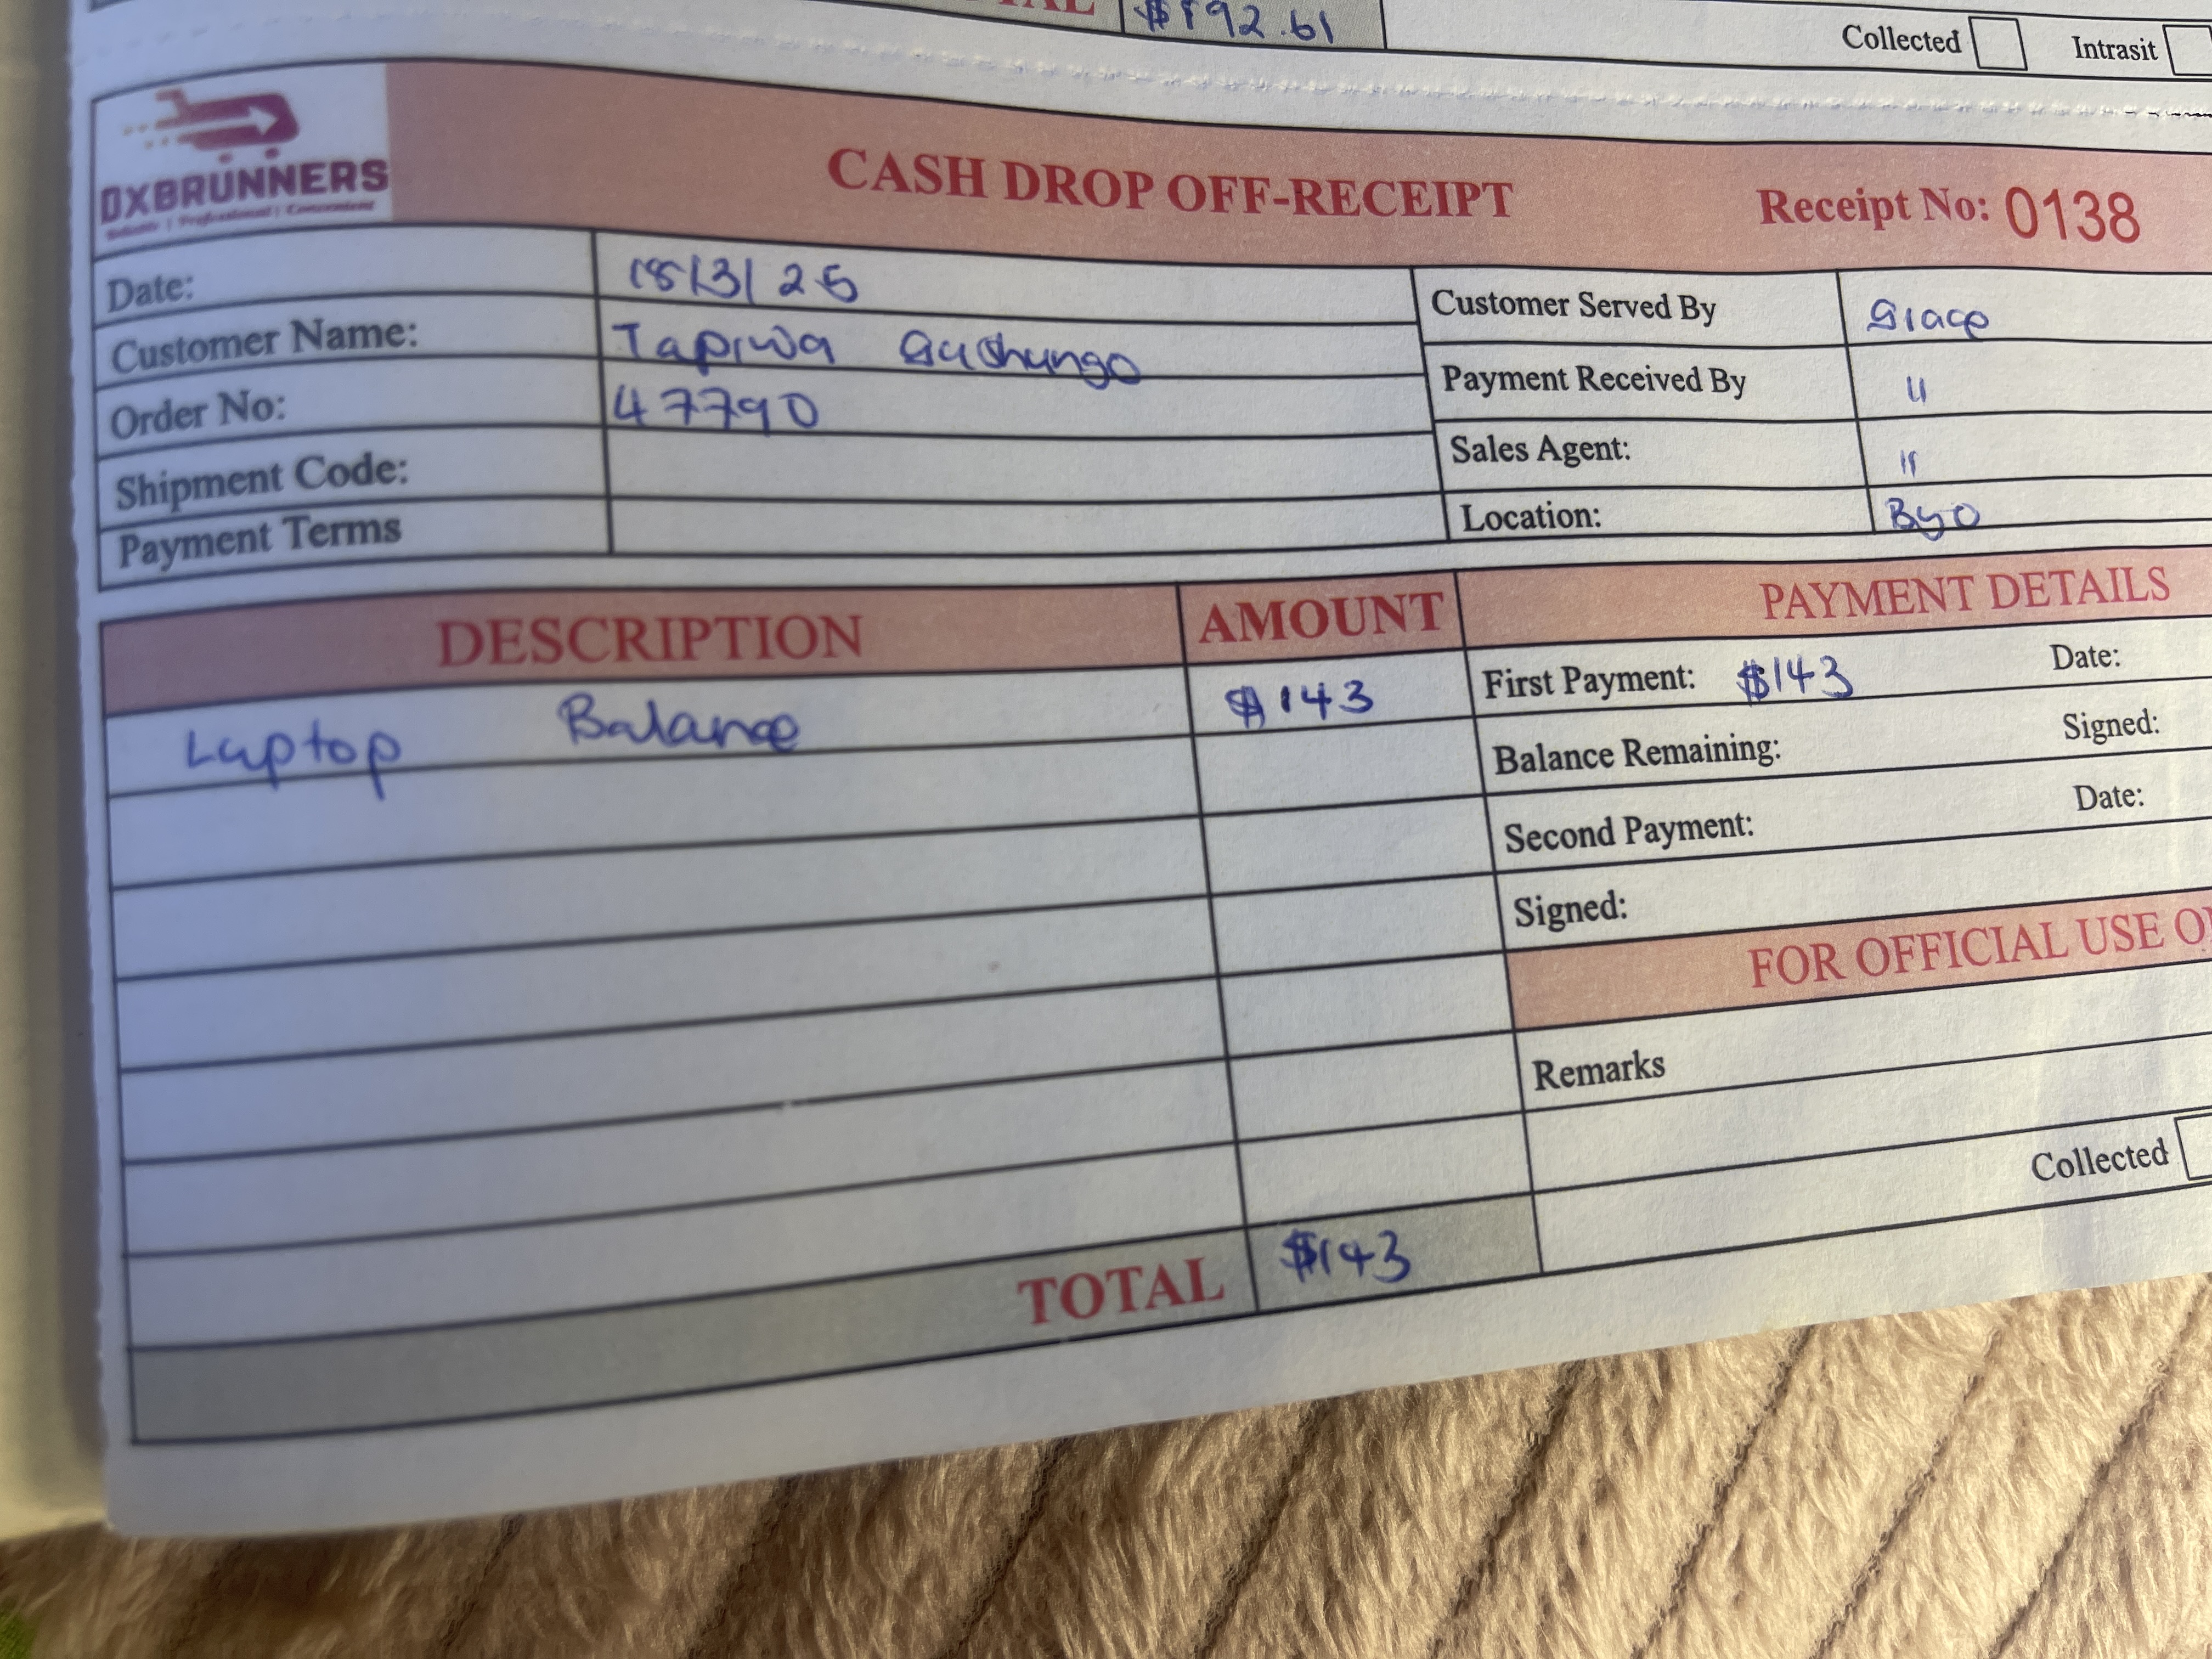 $192.61
Collected Intrasit
DXBRUNNERS
CASH DROP OFF-RECEIPT
Receipt No: 0138
Date: 18/3/25
Customer Name: Tapiwa Gushungo
Order No: 47790
Shipment Code:
Payment Terms
Customer Served By Grace
Payment Received By 〃
Sales Agent: 〃
Location: Byo
DESCRIPTION AMOUNT
Laptop Balance $143
TOTAL $143
PAYMENT DETAILS
First Payment: $143 Date:
Balance Remaining: Signed:
Second Payment: Date:
Signed:
FOR OFFICIAL USE
Remarks
Collected